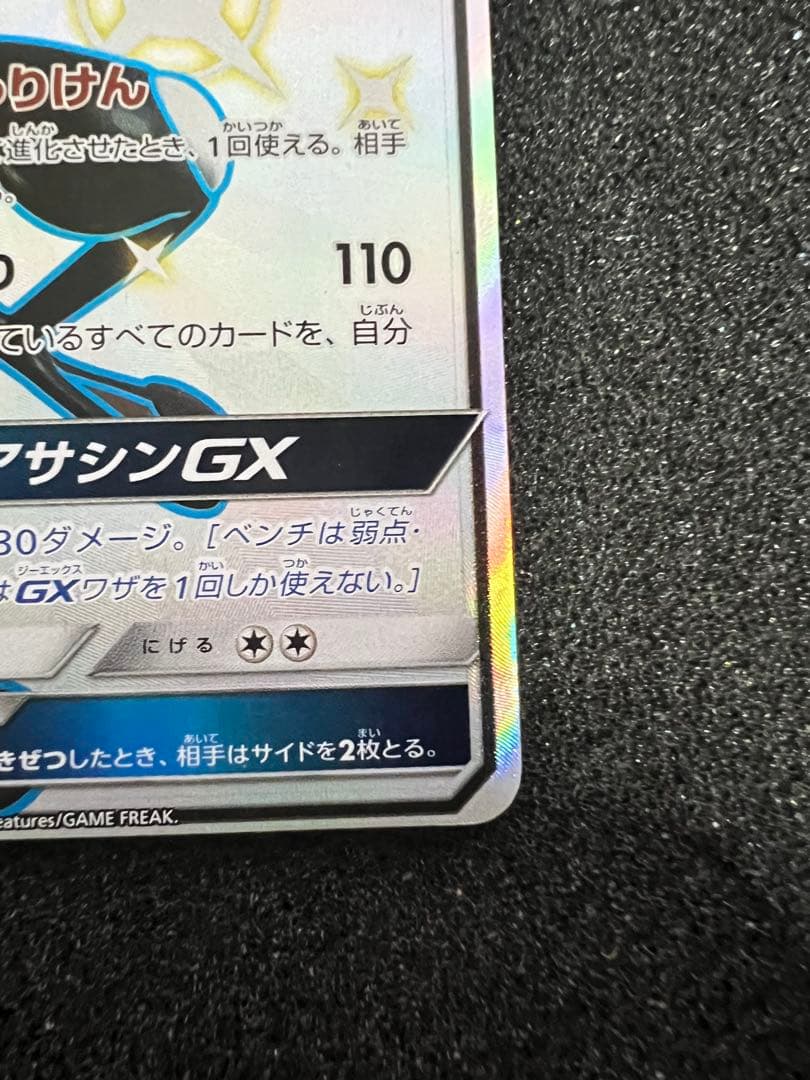 りけん
進化させたとき、1回使える。相手
。
110
ているすべてのカードを、自分
アサシンGX
30ダメージ。[ベンチは弱点・
はGXワザを1回しか使えない。]
にげる
きぜつしたとき、相手はサイドを2枚とる。
eatures/GAME FREAK.